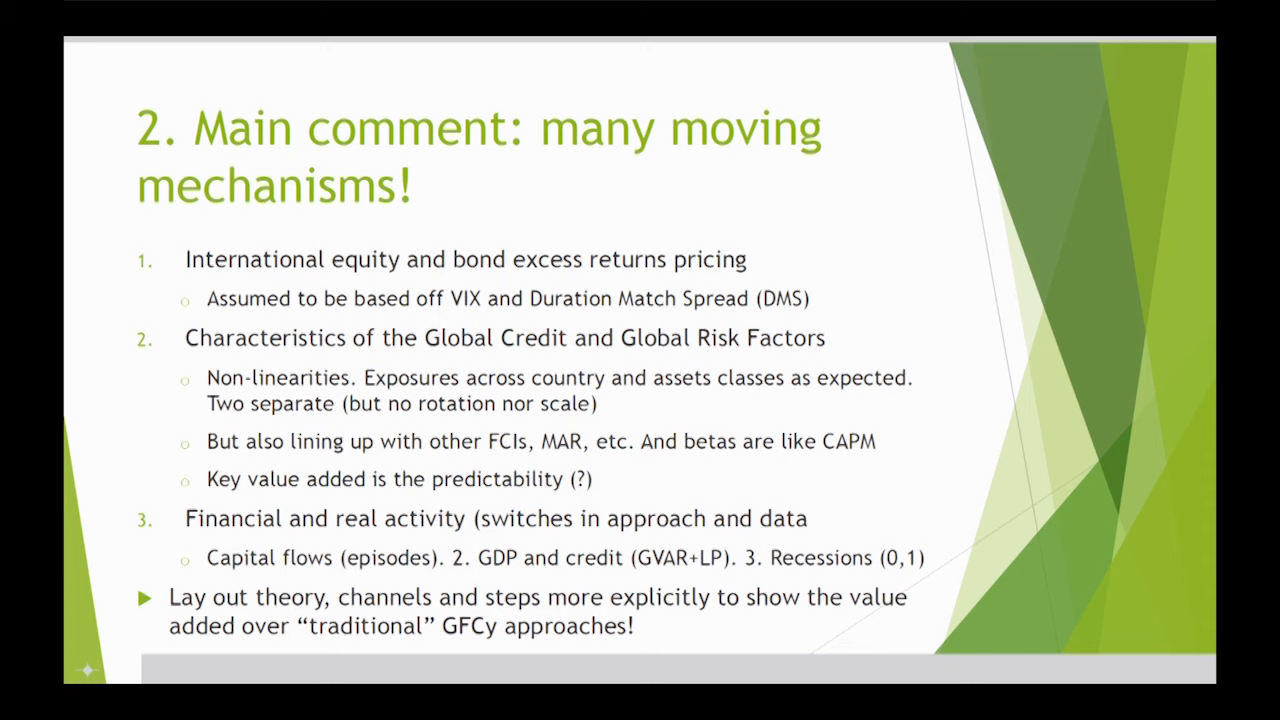 2. Main comment: many moving
mechanisms!
1. International equity and bond excess returns pricing
o Assumed to be based off VIX and Duration Match Spread (DMS)
2. Characteristics of the Global Credit and Global Risk Factors
o Non-linearities. Exposures across country and assets classes as expected.
Two separate (but no rotation nor scale)
o But also lining up with other FCIs, MAR, etc. And betas are like CAPM
o Key value added is the predictability (?)
3. Financial and real activity (switches in approach and data
o Capital flows (episodes). 2. GDP and credit (GVAR+LP). 3. Recessions (0,1)
Lay out theory, channels and steps more explicitly to show the value
added over “traditional” GFCy approaches!